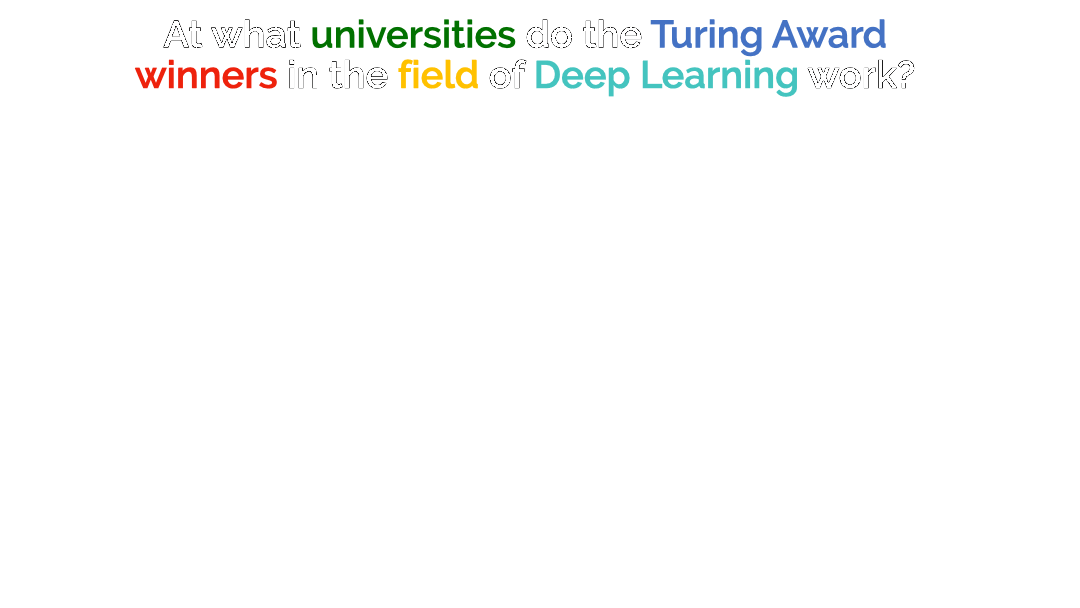 At what universities do the Turing Award
winners in the field of Deep Learning work?